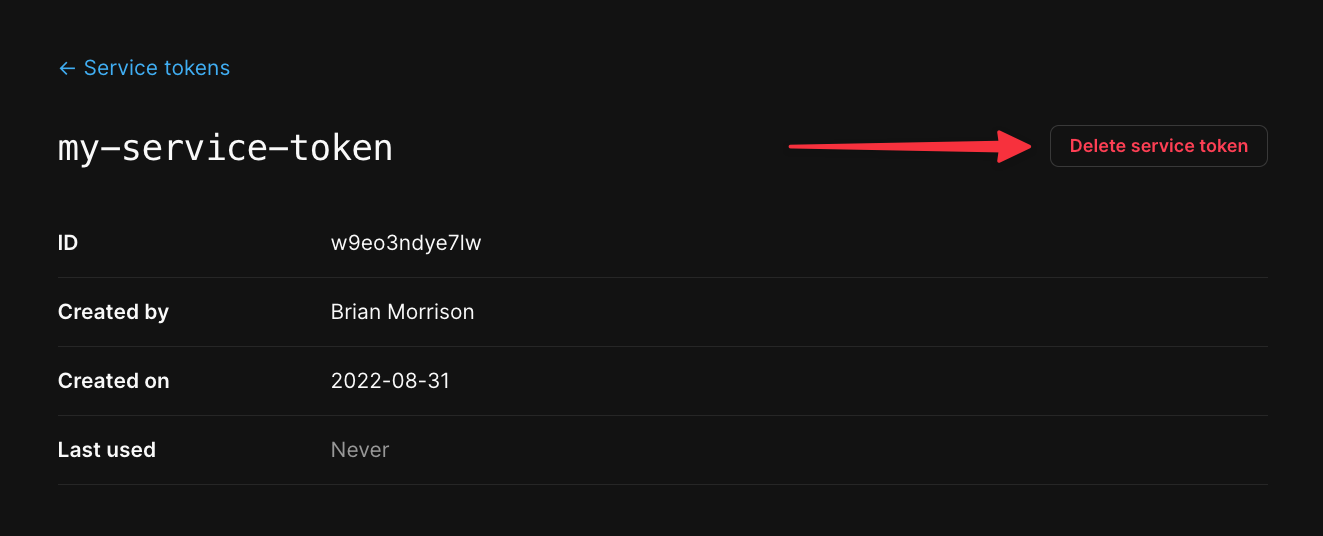 ← Service tokens
my-service-token
Delete service token
ID w9eo3ndye7lw
Created by Brian Morrison
Created on 2022-08-31
Last used Never